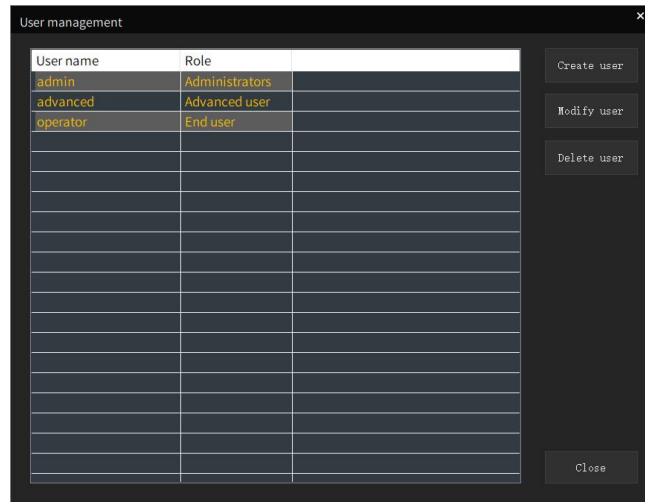 User management
×
User name Role
admin Administrators
advanced Advanced user
operator End user
Create user
Modify user
Delete user
Close